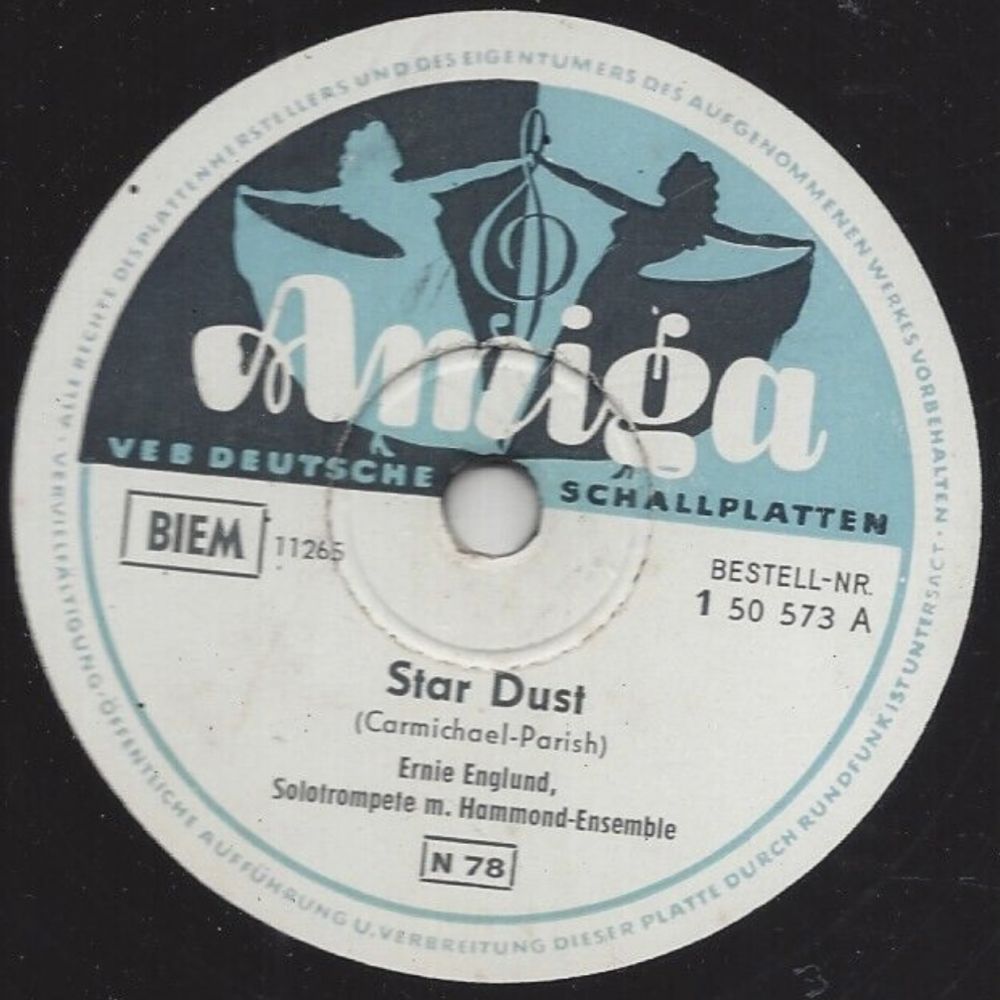 ALLE RECHTE DES PLATTENHERSTELLERS UND DES EIGENTUMERS DES AUFGENOMMENEN WERKES VORBEHALTEN · NETTEN
Amiga
VEB DEUTSCHE SCHALLPLATTEN
BIEM
11265
BESTELL-NR.
1 50 573 A
Star Dust
(Carmichael-Parish)
Ernie Englund,
Solotrompete m. Hammond-Ensemble
N 78
VERVIELFÄLTIGUNG · ÖFFENTLICHE AUFFÜHRUNG U. VERBREITUNG DIESER PLATTE DURCH RUNDFUNK IST UNTERSAGT ·